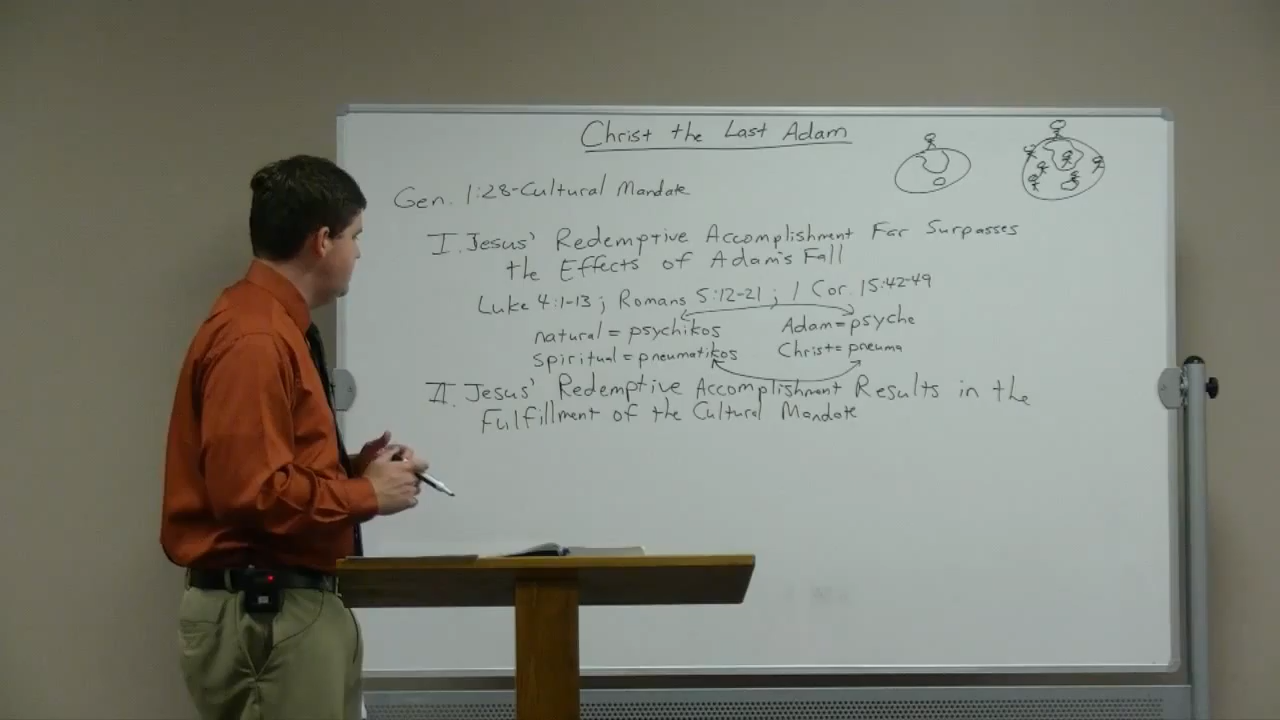 Christ the Last Adam
Gen. 1:28-Cultural Mandate
I. Jesus' Redemptive Accomplishment Far Surpasses
the Effects of Adam's Fall
Luke 4:1-13; Romans 5:12-21; 1 Cor. 15:42-49
natural = psychikos Adam=psyche
spiritual = pneumatikos Christ=pneuma
II. Jesus' Redemptive Accomplishment Results in the
Fulfillment of the Cultural Mandate